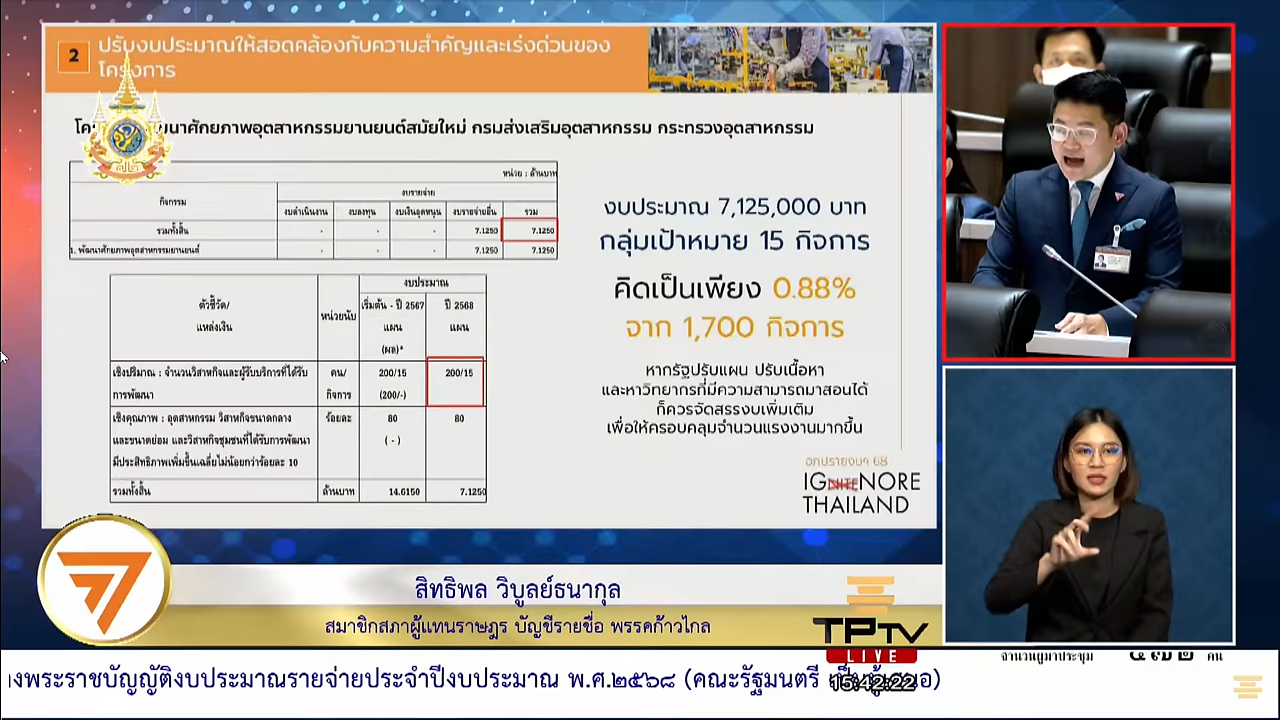 2
ปรับงบประมาณให้สอดคล้องกับความสำคัญและเร่งด่วนของ
โครงการ
นาศักยภาพอุตสาหกรรมยานยนต์สมัยใหม่ กรมส่งเสริมอุตสาหกรรม กระทรวงอุตสาหกรรม
หน่วย : ล้านบาท
กิจกรรม
งบรายจ่าย
งบดำเนินงาน งบลงทุน งบเงินอุดหนุน งบรายจ่ายอื่น รวม
รวมทั้งสิ้น - - - 7.1250 7.1250
1. พัฒนาศักยภาพอุตสาหกรรมยานยนต์ - - - 7.1250 7.1250
ตัวชี้วัด/
แหล่งเงิน
หน่วยนับ
งบประมาณ
เริ่มต้น - ปี 2567 ปี 2568
แผน แผน
(ผล)*
เชิงปริมาณ : จำนวนวิสาหกิจและผู้รับบริการที่ได้รับ คน/ 200/15 200/15
การพัฒนา กิจการ (200/-)
เชิงคุณภาพ : อุตสาหกรรม วิสาหกิจขนาดกลาง ร้อยละ 80 80
และขนาดย่อม และวิสาหกิจชุมชนที่ได้รับการพัฒนา ( - )
มีประสิทธิภาพเพิ่มขึ้นเฉลี่ยไม่น้อยกว่าร้อยละ 10
รวมทั้งสิ้น ล้านบาท 14.6150 7.1250
งบประมาณ 7,125,000 บาท
กลุ่มเป้าหมาย 15 กิจการ
คิดเป็นเพียง 0.88%
จาก 1,700 กิจการ
หากรัฐปรับแผน ปรับเนื้อหา
และหาวิทยากรที่มีความสามารถมาสอนได้
ก็ควรจัดสรรงบเพิ่มเติม
เพื่อให้ครอบคลุมจำนวนแรงงานมากขึ้น
อภิปรายงบฯ 68
IG NORE
THAILAND
สิทธิพล วิบูลย์ธนากุล
สมาชิกสภาผู้แทนราษฎร บัญชีรายชื่อ พรรคก้าวไกล
TPTV
LIVE
15:42:22
จำนวนผู้มาประชุม ๔๗๒ คน
งพระราชบัญญัติงบประมาณรายจ่ายประจำปีงบประมาณ พ.ศ.๒๕๖๘ (คณะรัฐมนตรี เป็นผู้เสนอ)